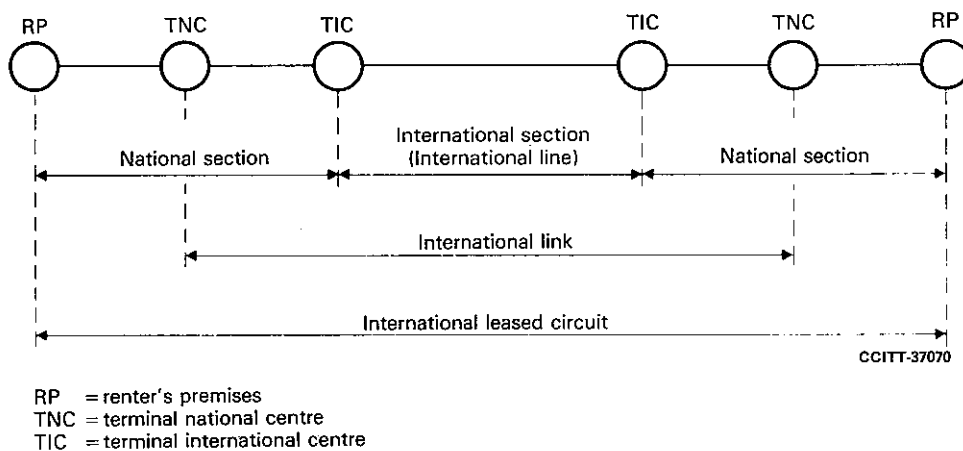 RP TNC TIC TIC TNC RP
National section
International section
(International line)
National section
International link
International leased circuit
CCITT-37070
RP = renter's premises
TNC = terminal national centre
TIC = terminal international centre